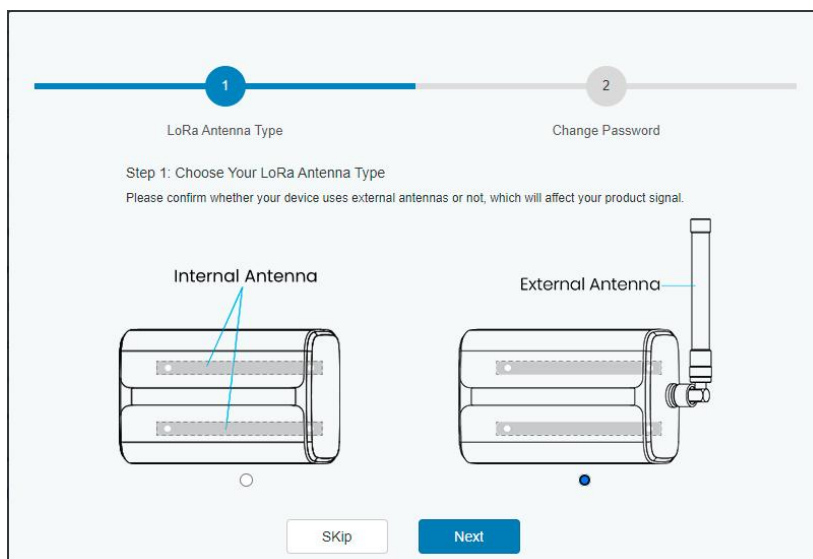 1
2
LoRa Antenna Type
Change Password
Step 1: Choose Your LoRa Antenna Type
Please confirm whether your device uses external antennas or not, which will affect your product signal.
Internal Antenna
External Antenna
SKip
Next